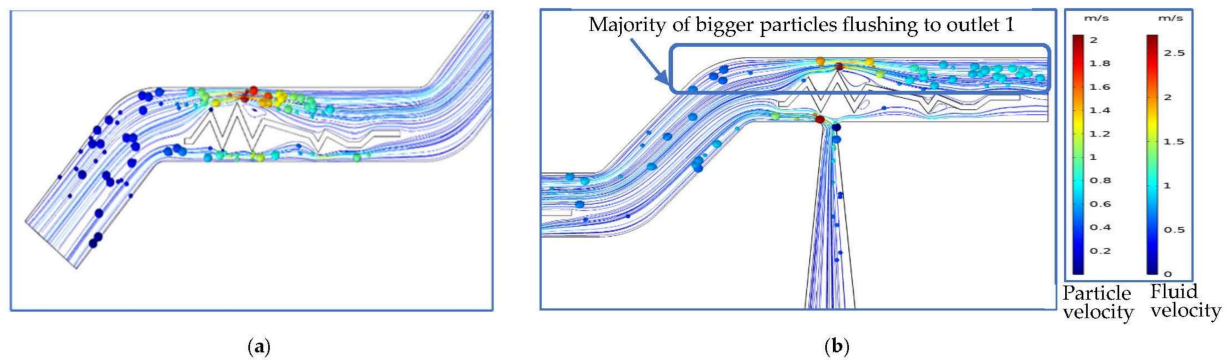 (a)
Majority of bigger particles flushing to outlet 1
(b)
m/s
2
1.8
1.6
1.4
1.2
1
0.8
0.6
0.4
0.2
Particle
velocity
m/s
2.5
2
1.5
1
0.5
0
Fluid
velocity